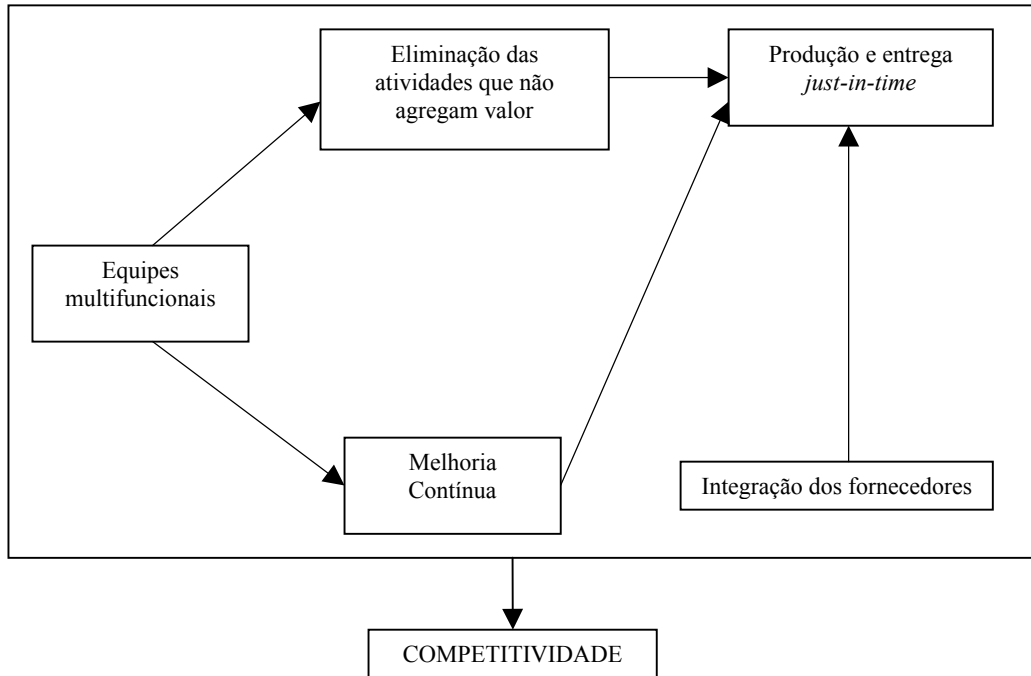 Eliminação das
atividades que não
agregam valor
Produção e entrega
just-in-time
Equipes
multifuncionais
Melhoria
Contínua
Integração dos fornecedores
COMPETITIVIDADE